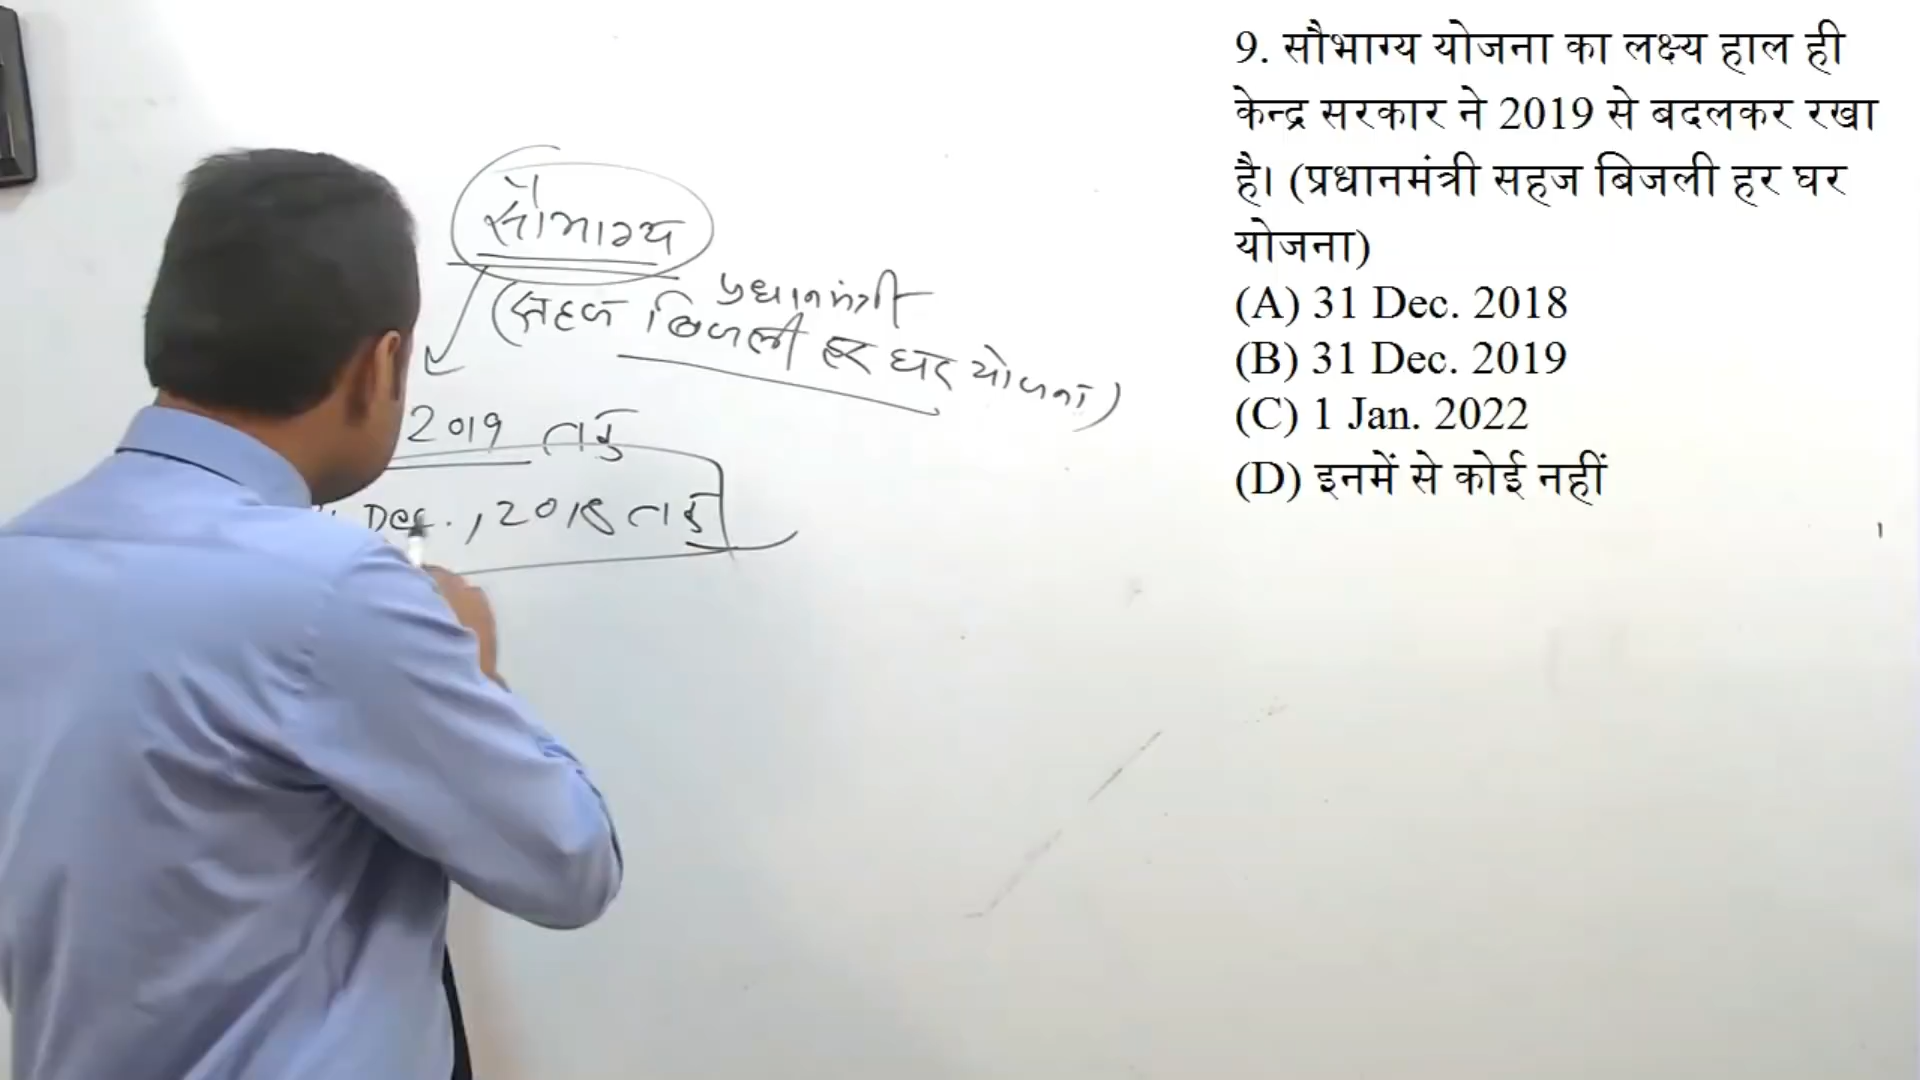 सौभाग्य
प्रधानमंत्री
(सहज बिजली हर घर योजना)
2019 तक
Dec., 2018 तक
9. सौभाग्य योजना का लक्ष्य हाल ही
केन्द्र सरकार ने 2019 से बदलकर रखा
है। (प्रधानमंत्री सहज बिजली हर घर
योजना)
(A) 31 Dec. 2018
(B) 31 Dec. 2019
(C) 1 Jan. 2022
(D) इनमें से कोई नहीं